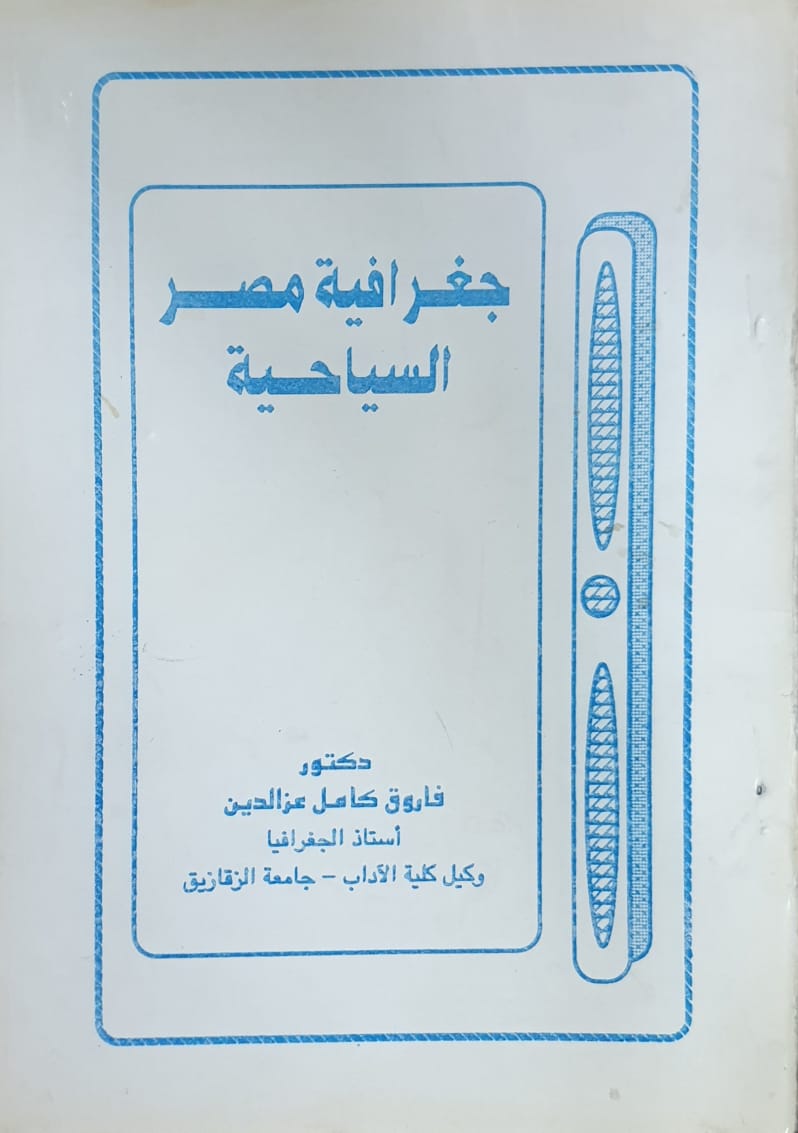 جغرافية مصر
السياحية
دكتور
فاروق كامل عزالدين
أستاذ الجغرافيا
وكيل كلية الآداب - جامعة الزقازيق